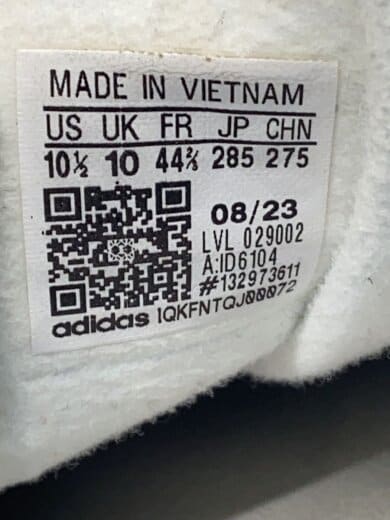 MADE IN VIETNAM
US UK FR JP CHN
10½ 10 44⅔ 285 275
08/23
LVL 029002
A:ID6104
#132973611
adidas 1QKFNTQJ00072